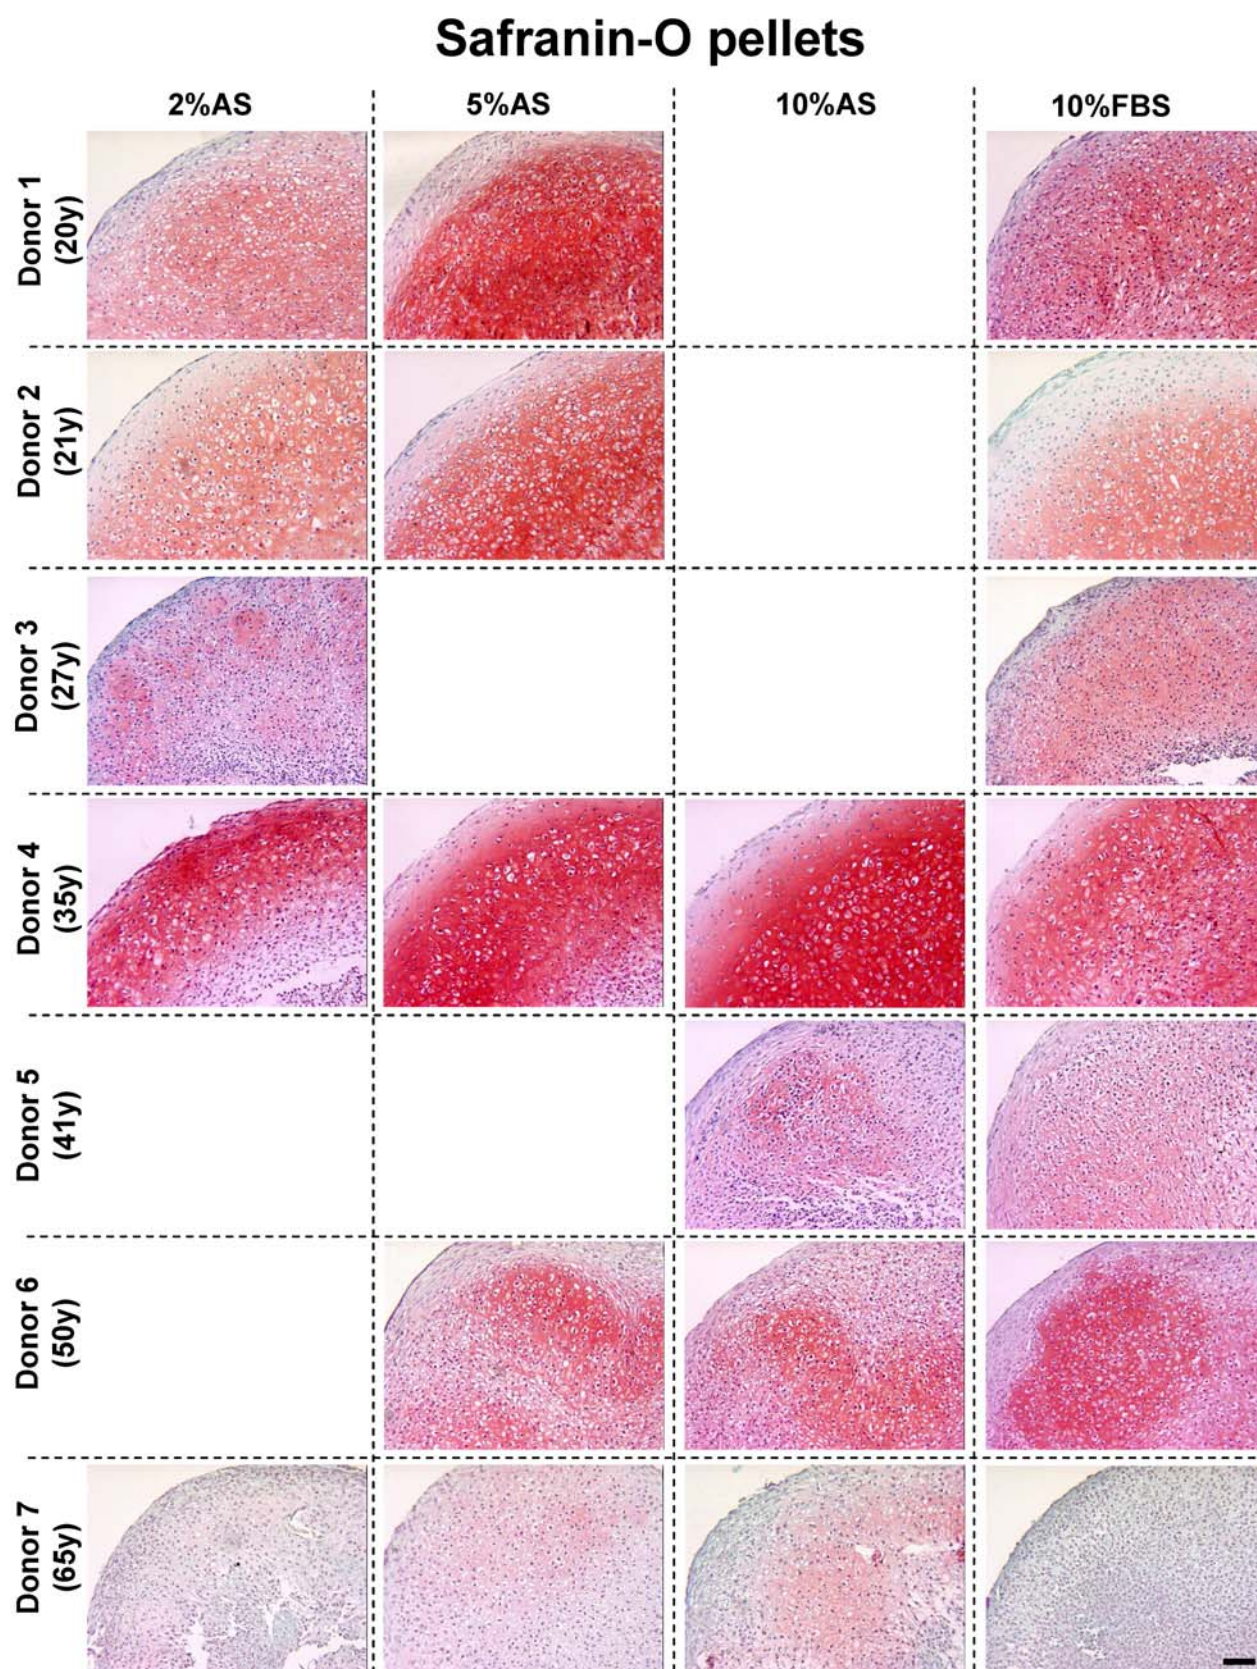 Safranin-O pellets
2%AS
5%AS
10%AS
10%FBS
Donor 1
(20y)
Donor 2
(21y)
Donor 3
(27y)
Donor 4
(35y)
Donor 5
(41y)
Donor 6
(50y)
Donor 7
(65y)